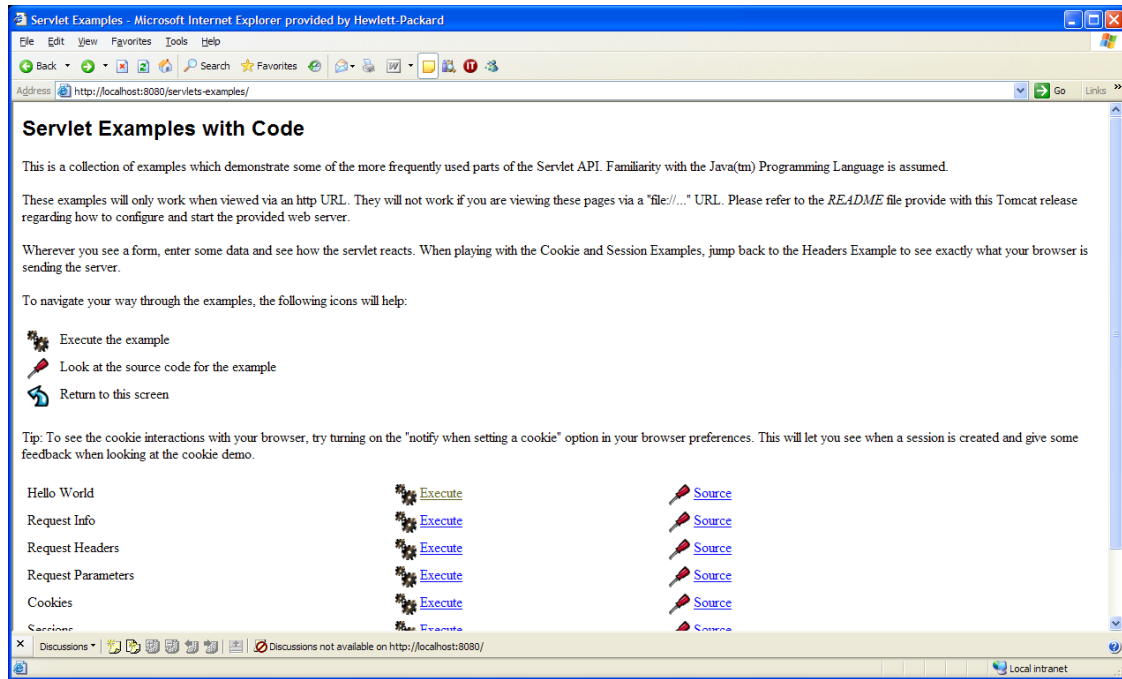 Servlet Examples - Microsoft Internet Explorer provided by Hewlett-Packard
File Edit View Favorites Tools Help
Back Search Favorites
Address http://localhost:8080/servlets-examples/ Go Links »
Servlet Examples with Code
This is a collection of examples which demonstrate some of the more frequently used parts of the Servlet API. Familiarity with the Java(tm) Programming Language is assumed.
These examples will only work when viewed via an http URL. They will not work if you are viewing these pages via a "file://..." URL. Please refer to the README file provide with this Tomcat release
regarding how to configure and start the provided web server.
Wherever you see a form, enter some data and see how the servlet reacts. When playing with the Cookie and Session Examples, jump back to the Headers Example to see exactly what your browser is
sending the server.
To navigate your way through the examples, the following icons will help:
Execute the example
Look at the source code for the example
Return to this screen
Tip: To see the cookie interactions with your browser, try turning on the "notify when setting a cookie" option in your browser preferences. This will let you see when a session is created and give some
feedback when looking at the cookie demo.
Hello World Execute Source
Request Info Execute Source
Request Headers Execute Source
Request Parameters Execute Source
Cookies Execute Source
Sessions Execute Source
Discussions Discussions not available on http://localhost:8080/
Local intranet